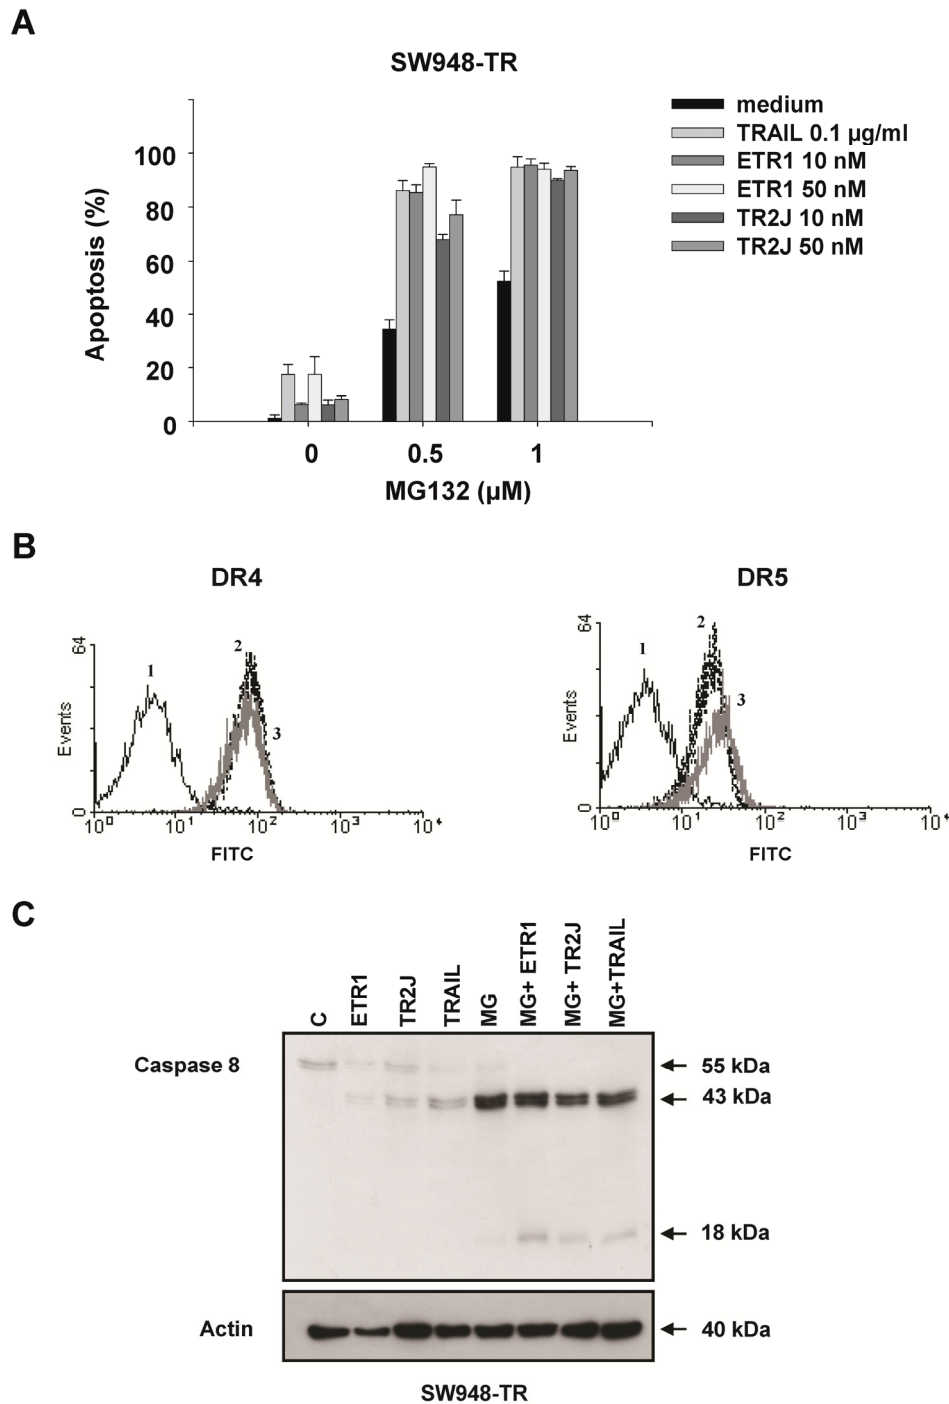 A
SW948-TR
Apoptosis (%)
100
80
60
40
20
0
0
0.5
1
MG132 (µM)
medium
TRAIL 0.1 µg/ml
ETR1 10 nM
ETR1 50 nM
TR2J 10 nM
TR2J 50 nM
B
DR4
64
Events
0
1
2
3
10⁰
10¹
10²
10³
10⁴
FITC
DR5
64
Events
0
1
2
3
10⁰
10¹
10²
10³
10⁴
FITC
C
C
ETR1
TR2J
TRAIL
MG
MG+ ETR1
MG+ TR2J
MG+TRAIL
Caspase 8
55 kDa
43 kDa
18 kDa
Actin
40 kDa
SW948-TR